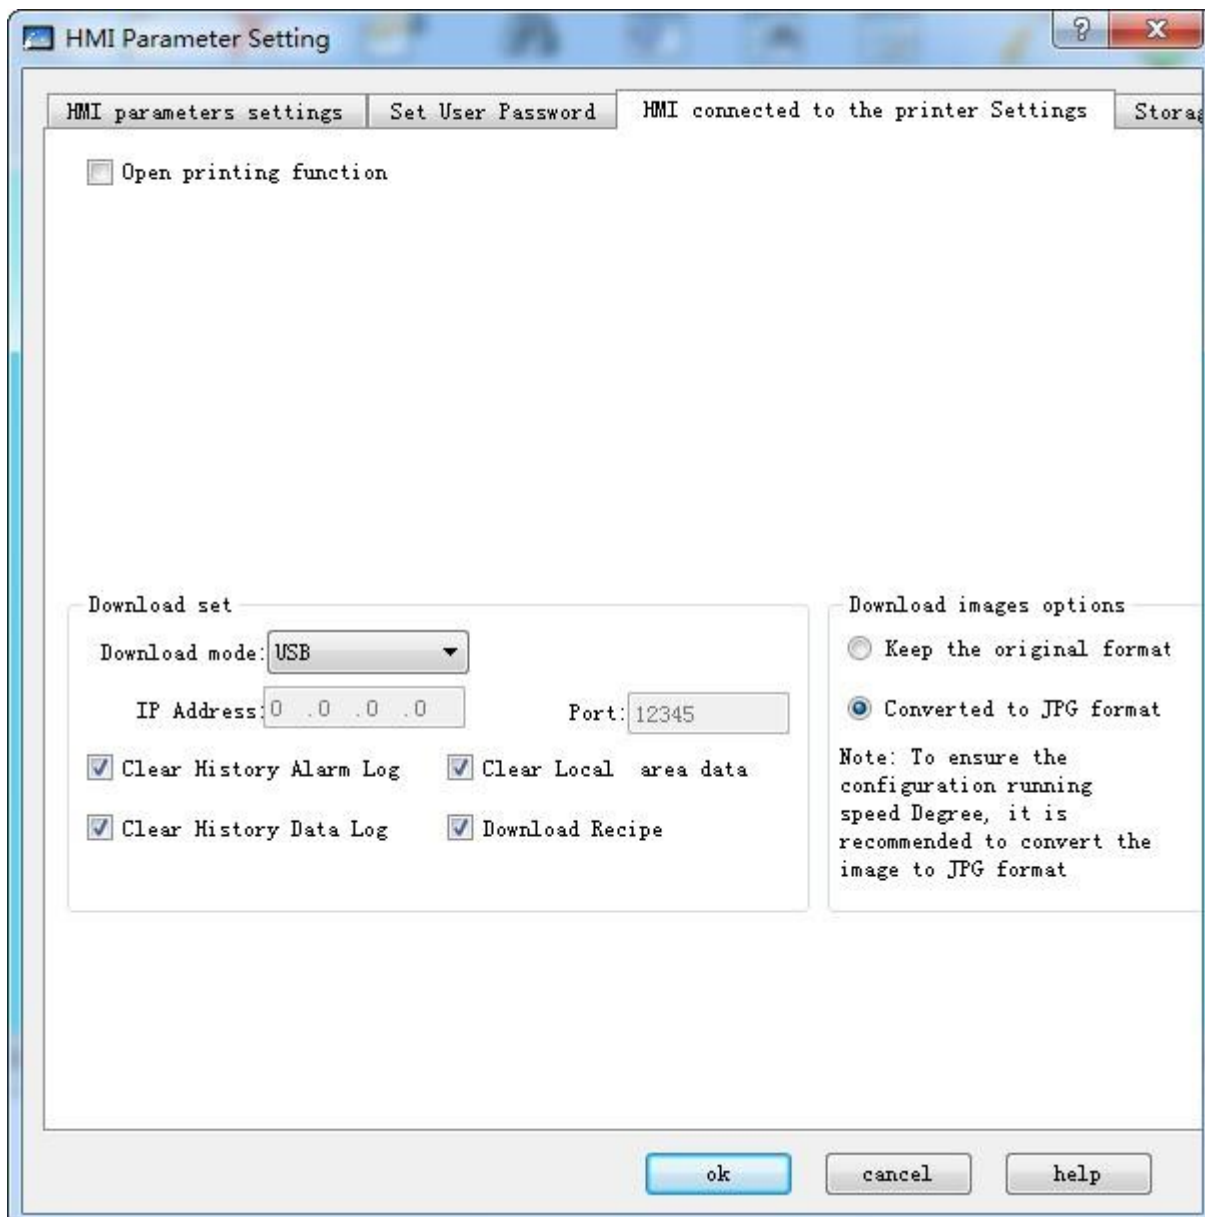 HMI Parameter Setting
HMI parameters settings Set User Password HMI connected to the printer Settings Storag
Open printing function
Download set
Download mode: USB
IP Address: 0 .0 .0 .0 Port: 12345
Clear History Alarm Log Clear Local area data
Clear History Data Log Download Recipe
Download images options
Keep the original format
Converted to JPG format
Note: To ensure the
configuration running
speed Degree, it is
recommended to convert the
image to JPG format
ok cancel help